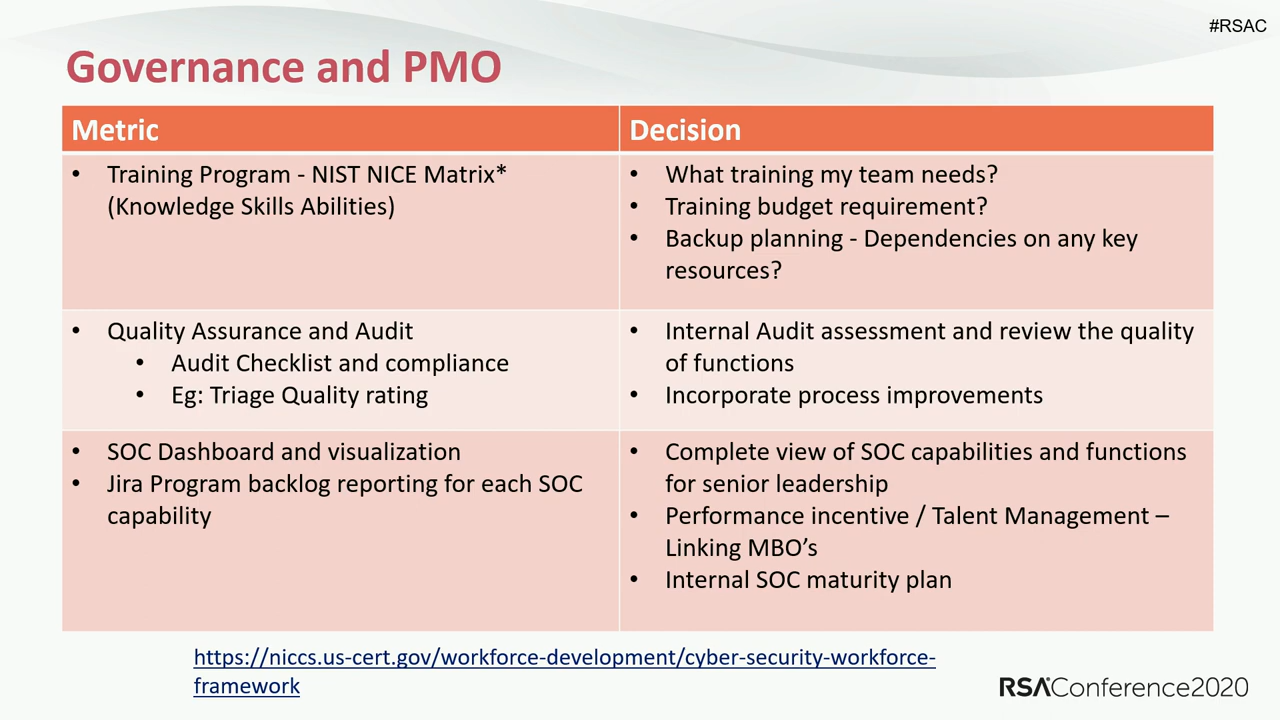 #RSAC
Governance and PMO
Metric
Decision
• Training Program - NIST NICE Matrix*
(Knowledge Skills Abilities)
• What training my team needs?
• Training budget requirement?
• Backup planning - Dependencies on any key
resources?
• Quality Assurance and Audit
• Audit Checklist and compliance
• Eg: Triage Quality rating
• Internal Audit assessment and review the quality
of functions
• Incorporate process improvements
• SOC Dashboard and visualization
• Jira Program backlog reporting for each SOC
capability
• Complete view of SOC capabilities and functions
for senior leadership
• Performance incentive / Talent Management –
Linking MBO’s
• Internal SOC maturity plan
https://niccs.us-cert.gov/workforce-development/cyber-security-workforce-
framework
RSAConference2020